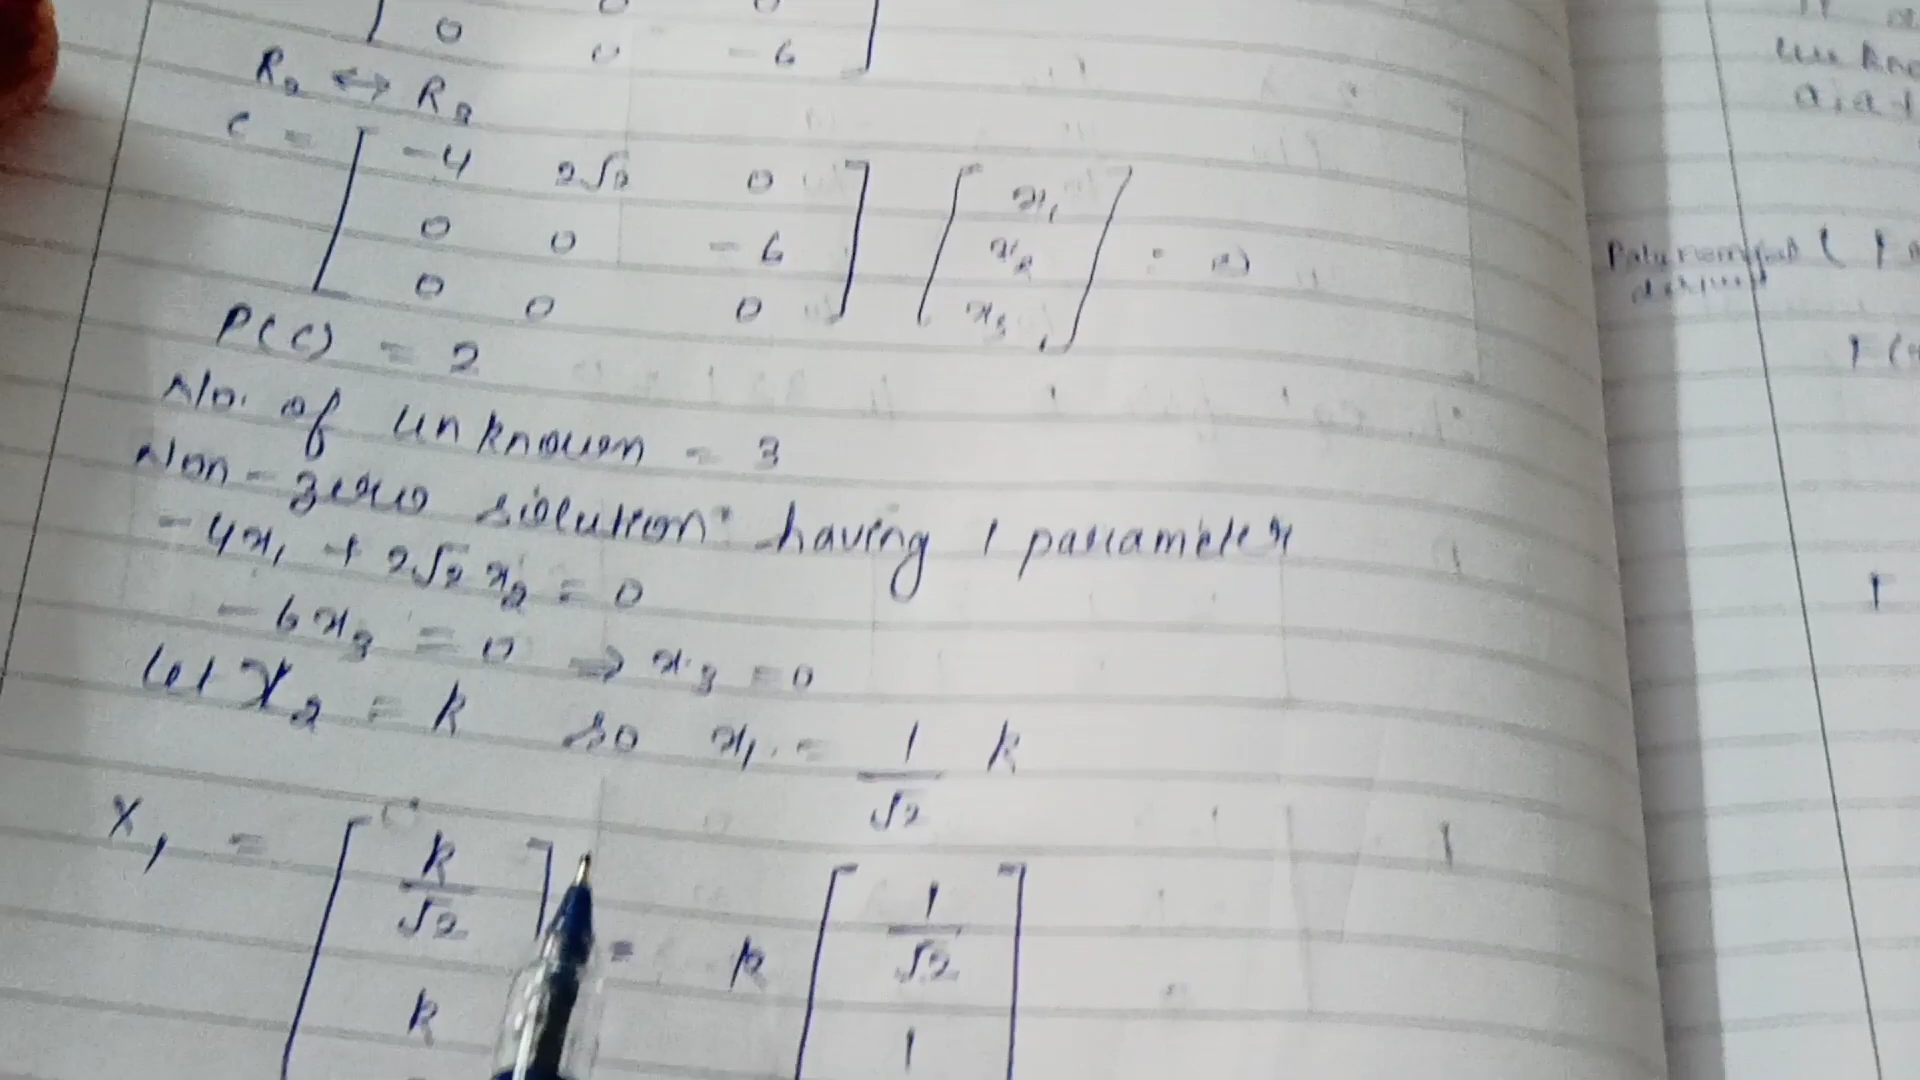 0 0 -6
R2 ↔ R3
C = [ -4 2√2 0 ] [ x1 ]
[ 0 0 -6 ] [ x2 ] = 0
[ 0 0 0 ] [ x3 ]
P(C) = 2
No. of unknown = 3
Non-zero solution having 1 parameter
-4x1 + 2√2 x2 = 0
-6x3 = 0 ⇒ x3 = 0
let x2 = k so x1 = 1/√2 k
X1 = [ k/√2 ] = k [ 1/√2 ]
k 1